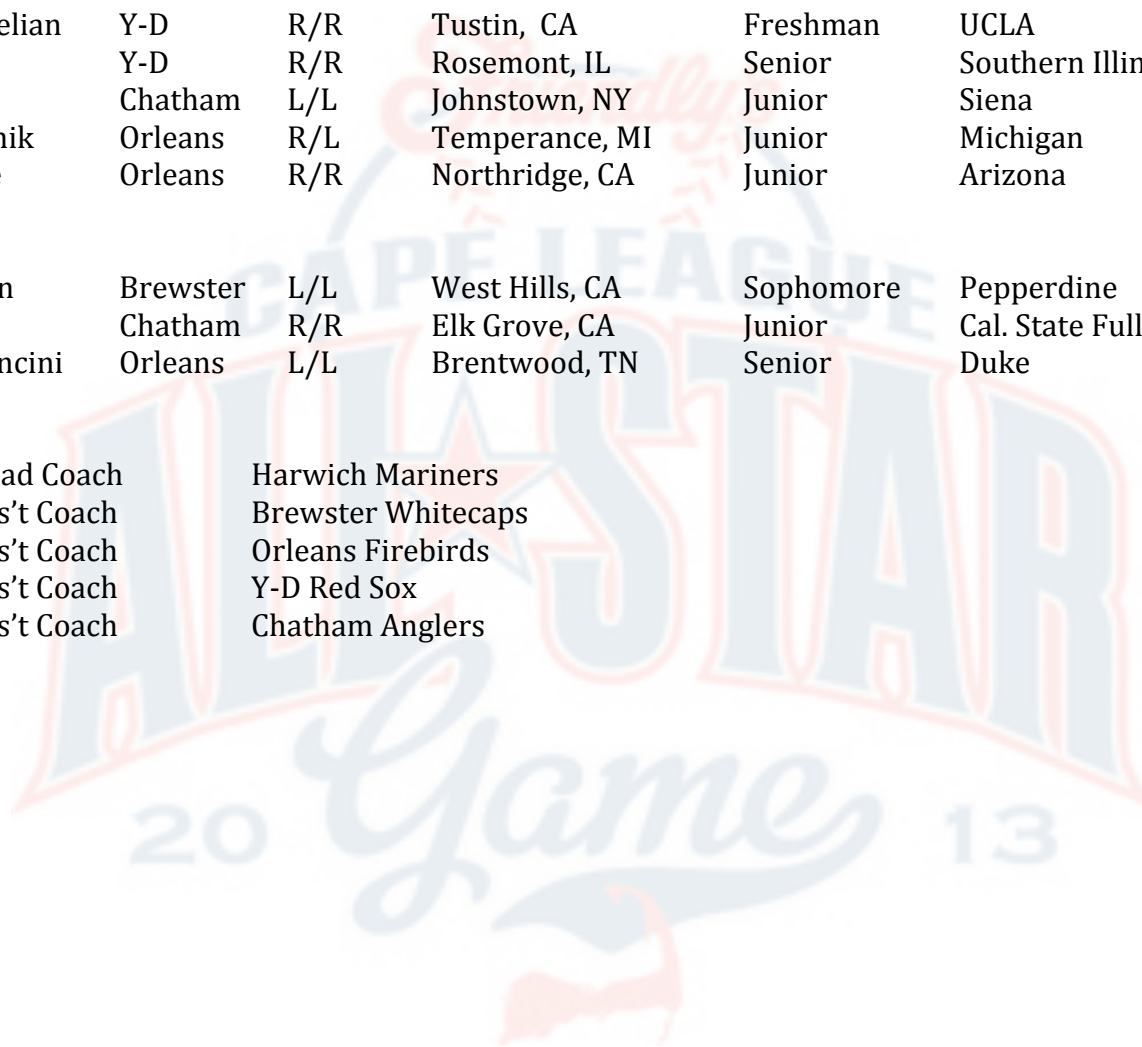 elian Y-D R/R Tustin, CA Freshman UCLA
Y-D R/R Rosemont, IL Senior Southern Illin
Chatham L/L Johnstown, NY Junior Siena
nik Orleans R/L Temperance, MI Junior Michigan
e Orleans R/R Northridge, CA Junior Arizona
n Brewster L/L West Hills, CA Sophomore Pepperdine
Chatham R/R Elk Grove, CA Junior Cal. State Full
ncini Orleans L/L Brentwood, TN Senior Duke
ad Coach Harwich Mariners
s’t Coach Brewster Whitecaps
s’t Coach Orleans Firebirds
s’t Coach Y-D Red Sox
s’t Coach Chatham Anglers
Friendly's
CAPE LEAGUE
ALL STAR
Game
20 13